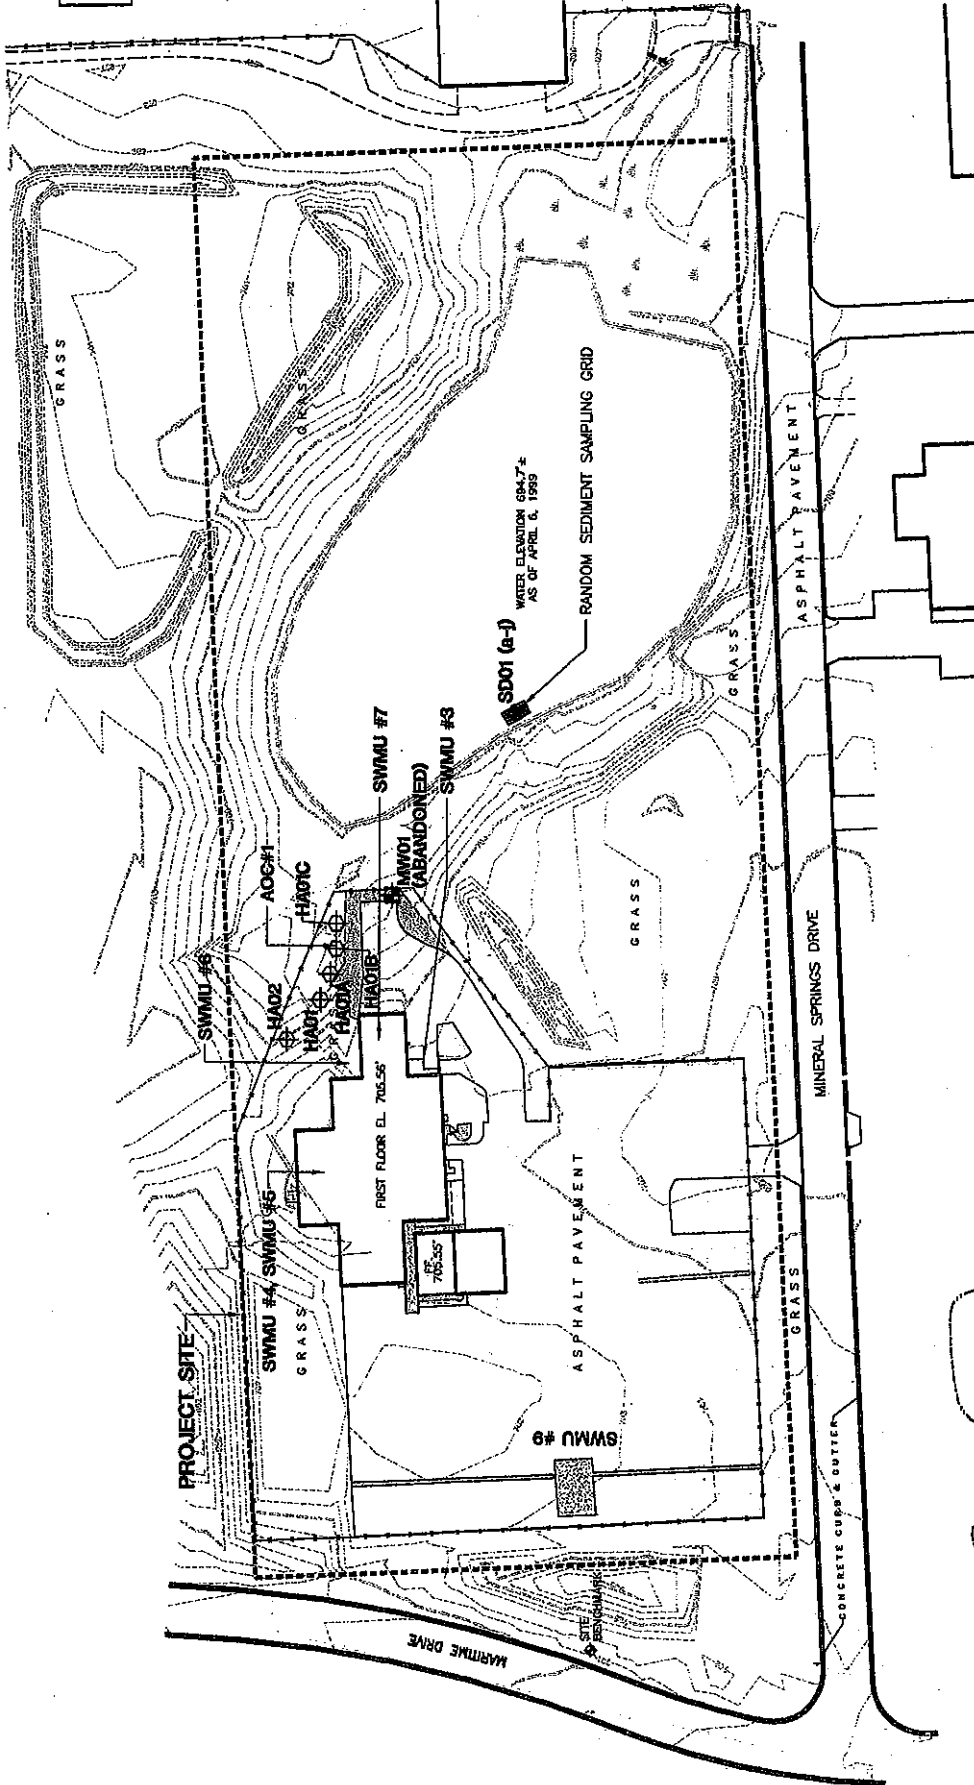 PROJECT SITE
SWMU #4, SWMU #5
GRASS
SWMU #6
HA02
HA01
HA01A
HA01B
AOC#1
HA01C
SWMU #7
MW01
(ABANDONED)
SWMU #3
SD01 (a-j)
WATER ELEVATION 694.7'±
AS OF APRIL 6, 1999
RANDOM SEDIMENT SAMPLING GRID
GRASS
GRASS
FIRST FLOOR EL. 705.56'
FF
705.55'
ASPHALT PAVEMENT
SWMU #9
SITE
BENCHMARK
MARITIME DRIVE
GRASS
GRASS
GRASS
ASPHALT PAVEMENT
MINERAL SPRINGS DRIVE
CONCRETE CURB & GUTTER